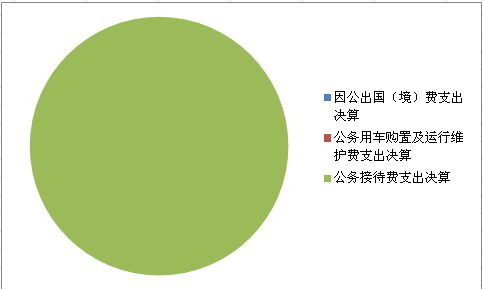 因公出国（境）费支出
决算
公务用车购置及运行维
护费支出决算
公务接待费支出决算